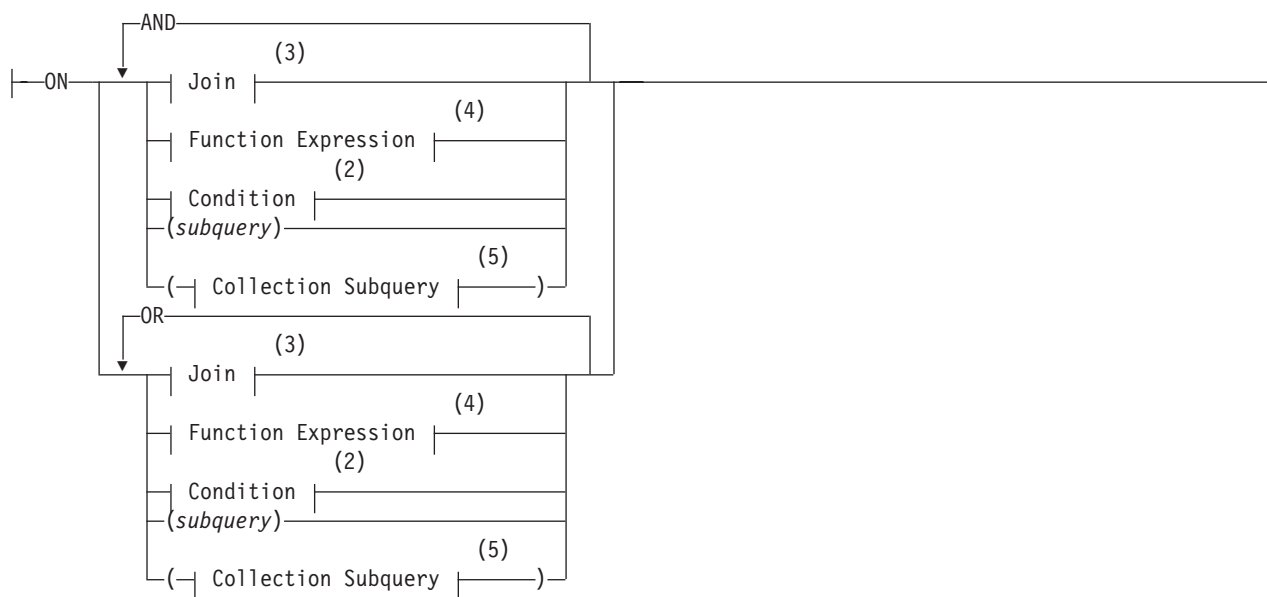 AND
(3)
ON Join
(4)
Function Expression
(2)
Condition
(subquery)
(5)
( Collection Subquery )
OR
(3)
Join
(4)
Function Expression
(2)
Condition
(subquery)
(5)
( Collection Subquery )